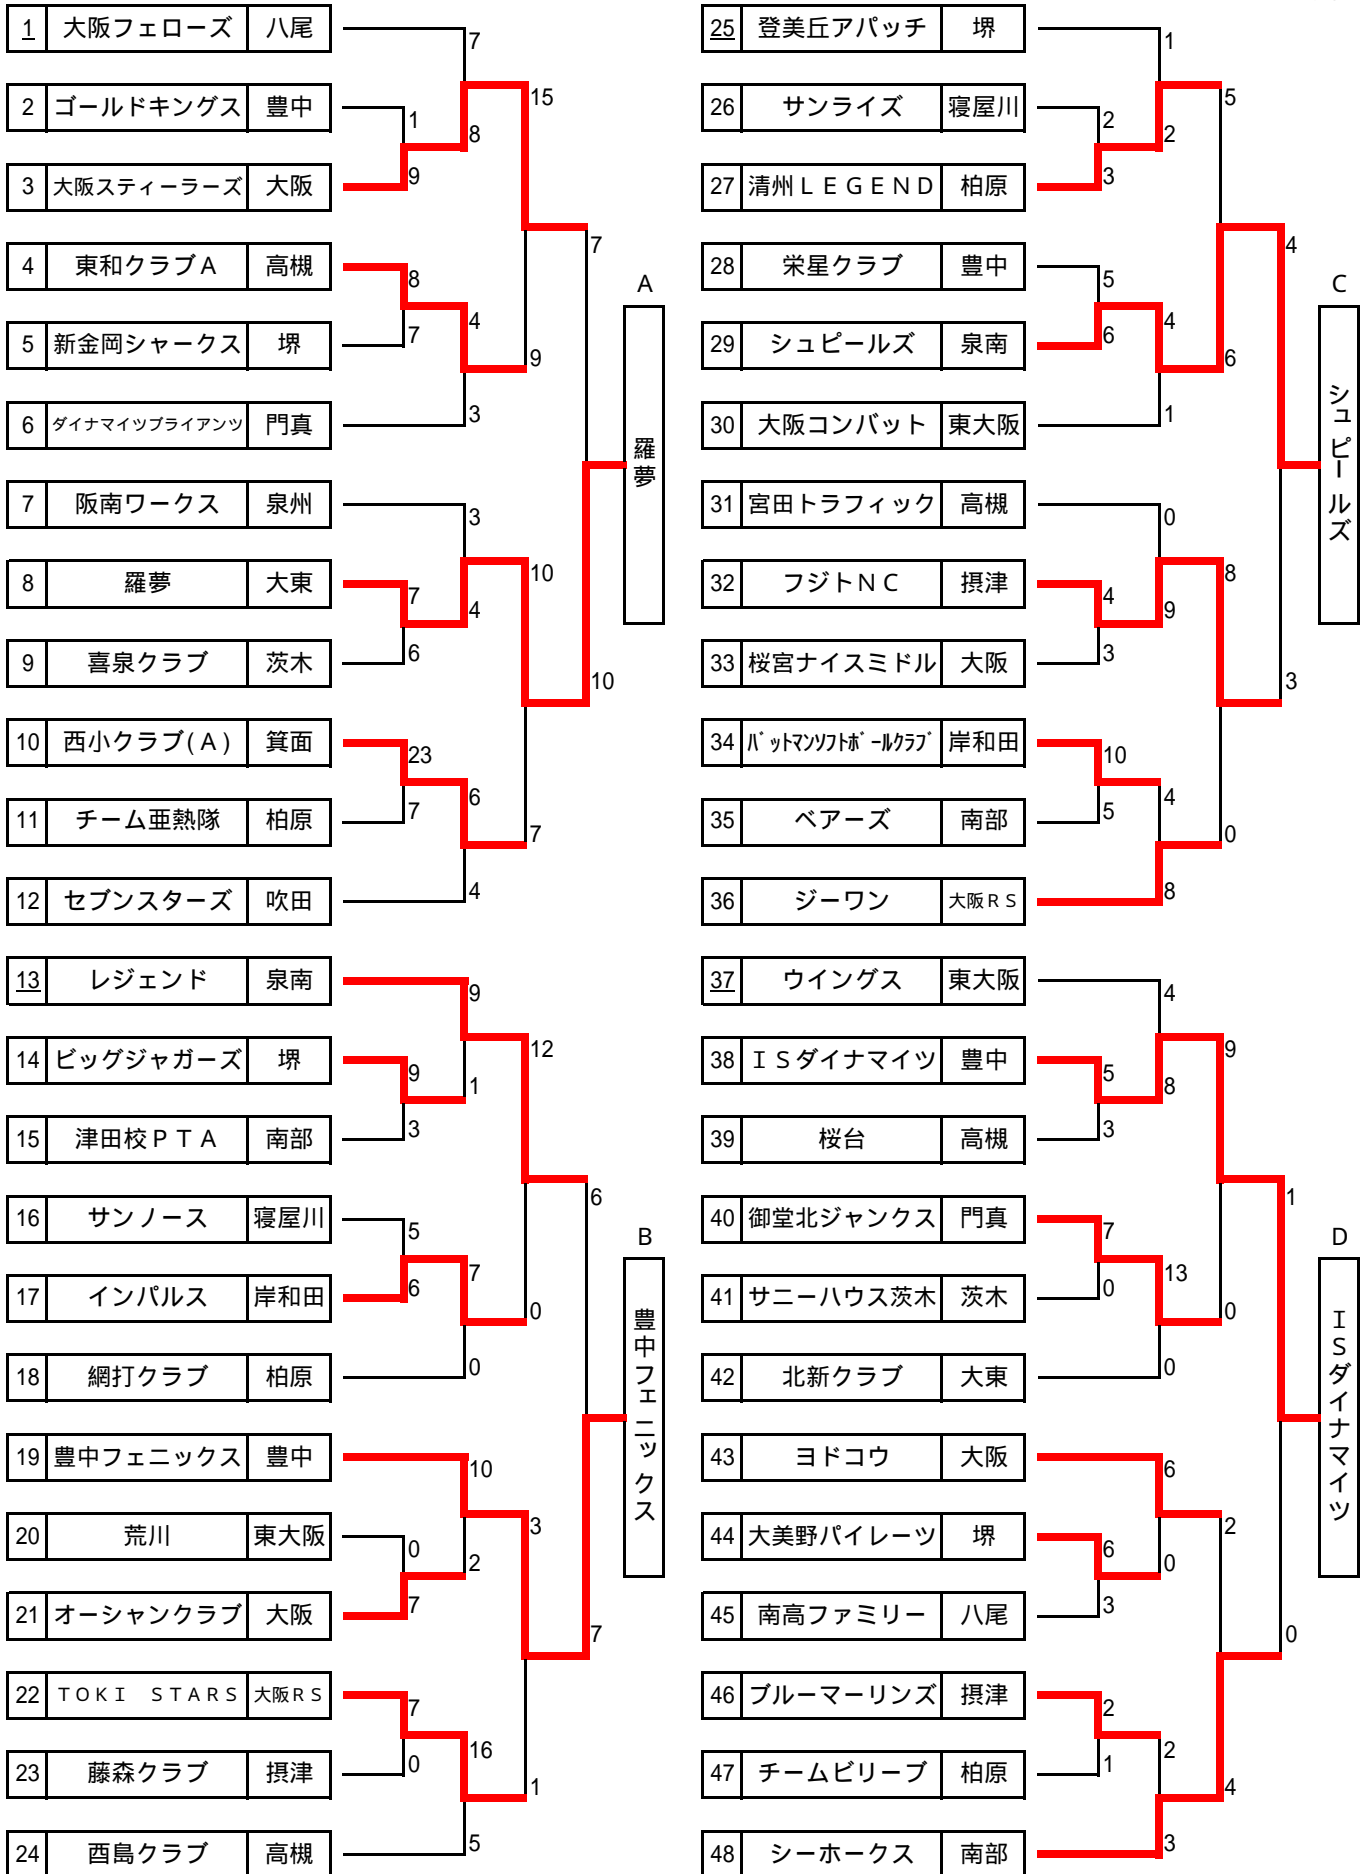 1 大阪フェローズ 八尾
7
2 ゴールドキングス 豊中
15
1
8
3 大阪スティーラーズ 大阪
9
4 東和クラブＡ 高槻
8
7
A
5 新金岡シャークス 堺
7
4
9
6 ダイナマイツブライアンツ 門真
3
羅夢
7 阪南ワークス 泉州
3
8 羅夢 大東
7
4
10
9 喜泉クラブ 茨木
6
10
10 西小クラブ(Ａ) 箕面
23
6
11 チーム亜熱隊 柏原
7
7
12 セブンスターズ 吹田
4
13 レジェンド 泉南
9
14 ビッグジャガーズ 堺
9
1
12
15 津田校ＰＴＡ 南部
3
16 サンノース 寝屋川
5
6
B
17 インパルス 岸和田
6
7
0
18 網打クラブ 柏原
0
豊中フェニックス
19 豊中フェニックス 豊中
10
20 荒川 東大阪
0
2
3
21 オーシャンクラブ 大阪
7
7
22 ＴＯＫＩ　ＳＴＡＲＳ 大阪ＲＳ
7
16
23 藤森クラブ 摂津
0
1
24 酉島クラブ 高槻
5
25 登美丘アパッチ 堺
1
26 サンライズ 寝屋川
2
2
5
27 清州ＬＥＧＥＮＤ 柏原
3
28 栄星クラブ 豊中
5
4
C
29 シュピールズ 泉南
6
4
6
30 大阪コンバット 東大阪
1
シュピールズ
31 宮田トラフィック 高槻
0
32 フジトＮＣ 摂津
4
9
8
33 桜宮ナイスミドル 大阪
3
3
34 ﾊﾞｯﾄﾏﾝｿﾌﾄﾎﾞｰﾙｸﾗﾌﾞ 岸和田
10
4
35 ベアーズ 南部
5
0
36 ジーワン 大阪ＲＳ
8
37 ウイングス 東大阪
4
38 ＩＳダイナマイツ 豊中
5
8
9
39 桜台 高槻
3
40 御堂北ジャンクス 門真
7
1
D
41 サニーハウス茨木 茨木
0
13
0
42 北新クラブ 大東
0
ＩＳダイナマイツ
43 ヨドコウ 大阪
6
44 大美野パイレーツ 堺
6
0
2
45 南高ファミリー 八尾
3
0
46 ブルーマーリンズ 摂津
2
2
47 チームビリーブ 柏原
1
4
48 シーホークス 南部
3